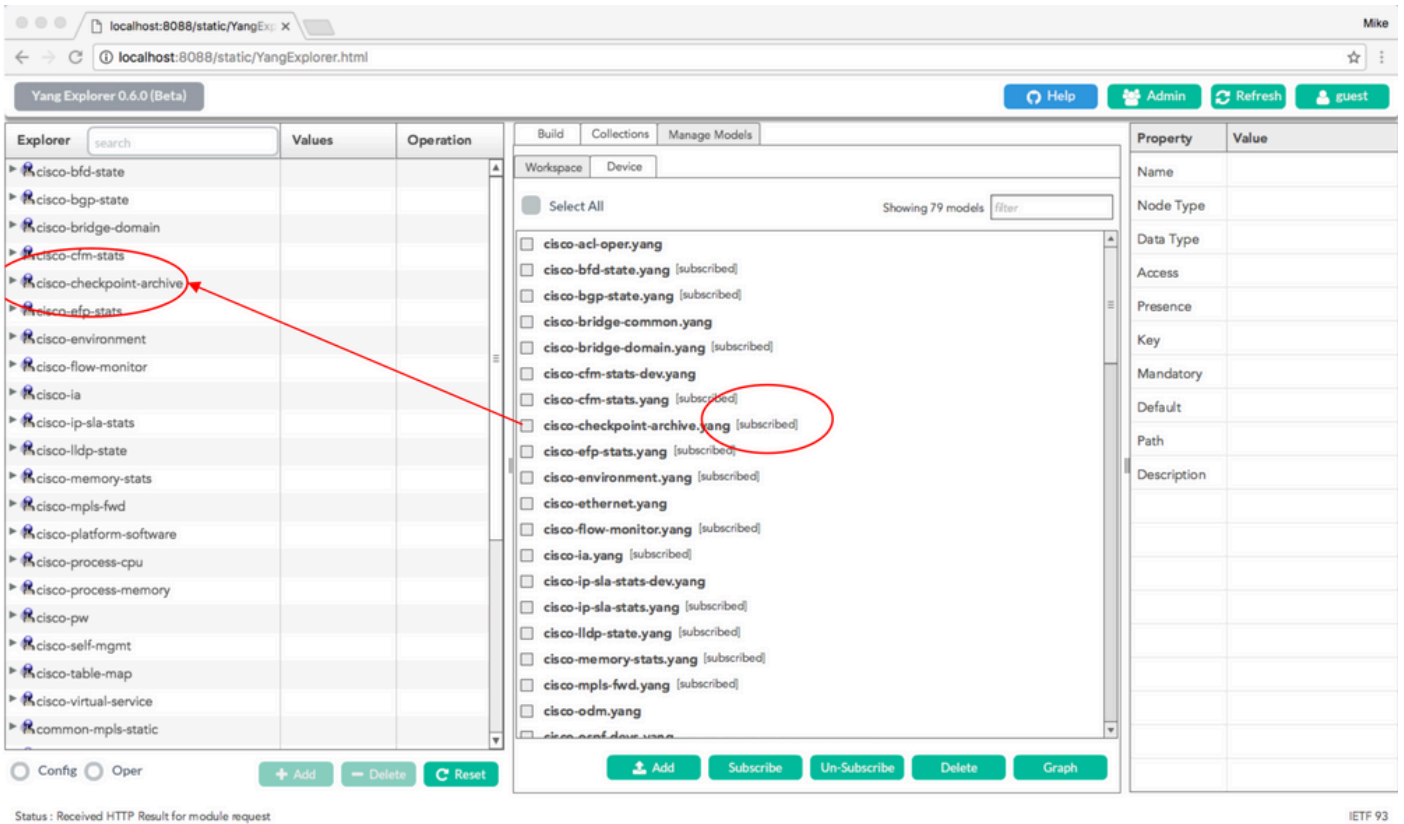 localhost:8088/static/YangExp
Mike
localhost:8088/static/YangExplorer.html
Yang Explorer 0.6.0 (Beta)
Help
Admin
Refresh
guest
Explorer
search
Values
Operation
cisco-bfd-state
cisco-bgp-state
cisco-bridge-domain
cisco-cfm-stats
cisco-checkpoint-archive
cisco-efp-stats
cisco-environment
cisco-flow-monitor
cisco-ia
cisco-ip-sla-stats
cisco-lldp-state
cisco-memory-stats
cisco-mpls-fwd
cisco-platform-software
cisco-process-cpu
cisco-process-memory
cisco-pw
cisco-self-mgmt
cisco-table-map
cisco-virtual-service
common-mpls-static
Config
Oper
Add
Delete
Reset
Build
Collections
Manage Models
Workspace
Device
Select All
Showing 79 models
filter
cisco-acl-oper.yang
cisco-bfd-state.yang [subscribed]
cisco-bgp-state.yang [subscribed]
cisco-bridge-common.yang
cisco-bridge-domain.yang [subscribed]
cisco-cfm-stats-dev.yang
cisco-cfm-stats.yang [subscribed]
cisco-checkpoint-archive.yang [subscribed]
cisco-efp-stats.yang [subscribed]
cisco-environment.yang [subscribed]
cisco-ethernet.yang
cisco-flow-monitor.yang [subscribed]
cisco-ia.yang [subscribed]
cisco-ip-sla-stats-dev.yang
cisco-ip-sla-stats.yang [subscribed]
cisco-lldp-state.yang [subscribed]
cisco-memory-stats.yang [subscribed]
cisco-mpls-fwd.yang [subscribed]
cisco-odm.yang
cisco-ospf-devs.yang
Add
Subscribe
Un-Subscribe
Delete
Graph
Property
Value
Name
Node Type
Data Type
Access
Presence
Key
Mandatory
Default
Path
Description
Status : Received HTTP Result for module request
IETF 93